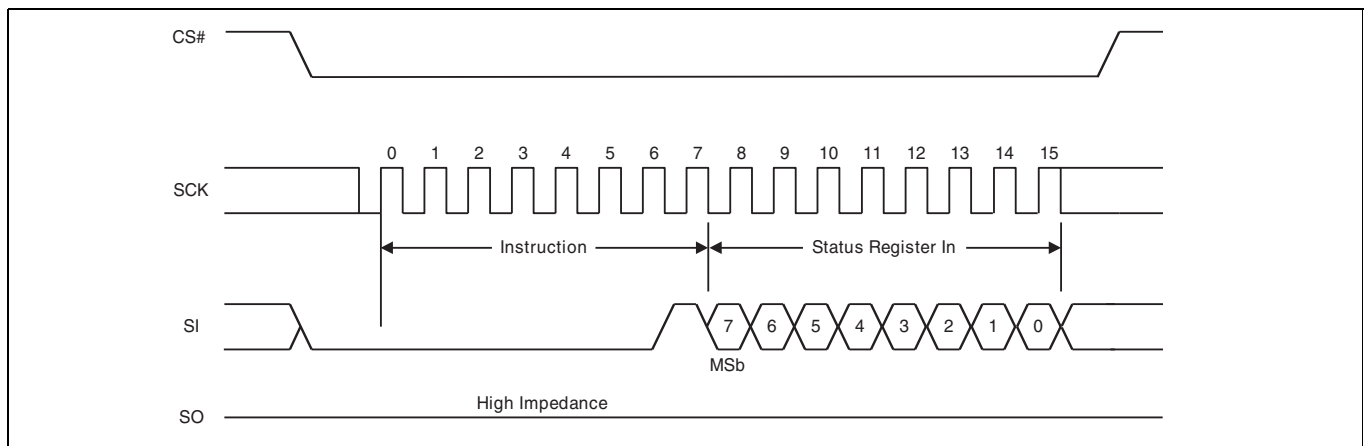 CS#
0 1 2 3 4 5 6 7 8 9 10 11 12 13 14 15
SCK
Instruction Status Register In
SI 7 6 5 4 3 2 1 0
MSb
High Impedance
SO